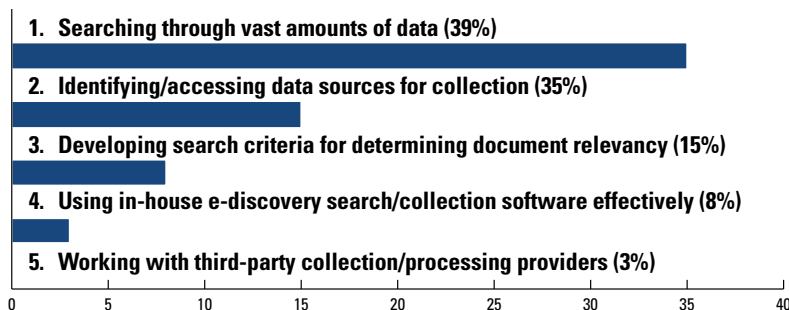 1. Searching through vast amounts of data (39%)
2. Identifying/accessing data sources for collection (35%)
3. Developing search criteria for determining document relevancy (15%)
4. Using in-house e-discovery search/collection software effectively (8%)
5. Working with third-party collection/processing providers (3%)
0 5 10 15 20 25 30 35 40